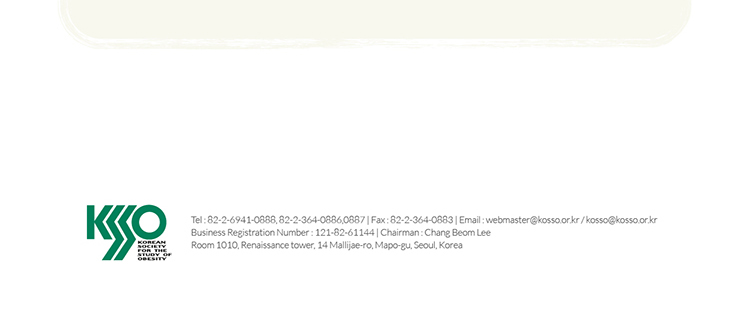 KSSO
KOREAN
SOCIETY
FOR THE
STUDY OF
OBESITY
Tel : 82-2-6941-0888, 82-2-364-0886,0887 | Fax : 82-2-364-0883 | Email : webmaster@kosso.or.kr / kosso@kosso.or.kr
Business Registration Number : 121-82-61144 | Chairman : Chang Beom Lee
Room 1010, Renaissance tower, 14 Mallijae-ro, Mapo-gu, Seoul, Korea